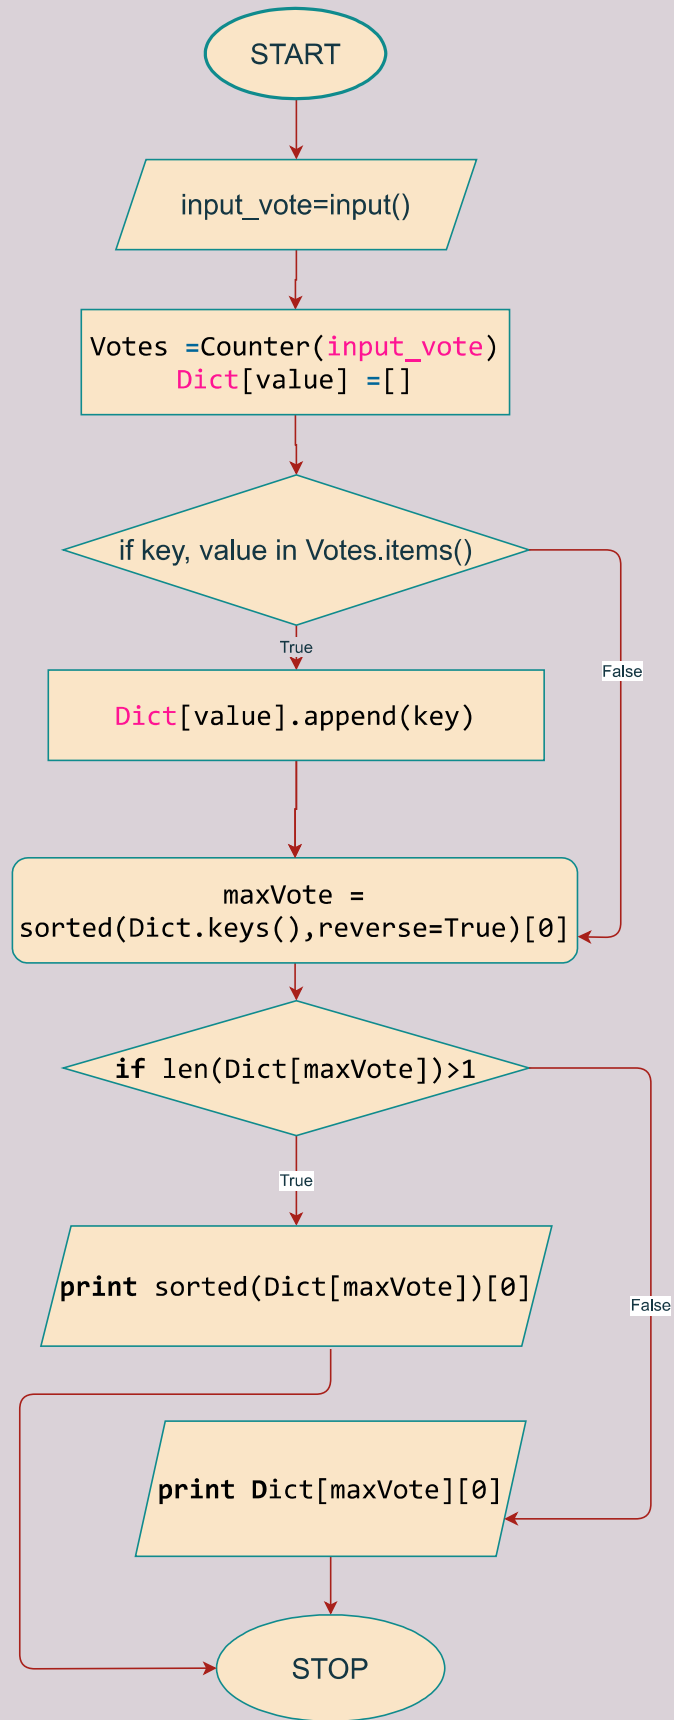 START
input_vote=input()
Votes =Counter(input_vote)
Dict[value] =[]
if key, value in Votes.items()
True
False
Dict[value].append(key)
maxVote =
sorted(Dict.keys(),reverse=True)[0]
if len(Dict[maxVote])>1
True
print sorted(Dict[maxVote])[0]
False
print Dict[maxVote][0]
STOP